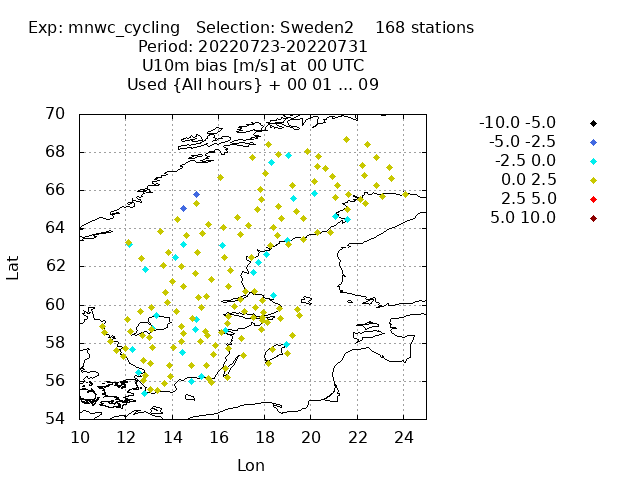 Exp: mnwc_cycling   Selection: Sweden2    168 stations
Period: 20220723-20220731
U10m bias [m/s] at  00 UTC
Used {All hours} + 00 01 ... 09
-10.0 -5.0
-5.0 -2.5
-2.5 0.0
0.0 2.5
2.5 5.0
5.0 10.0
70
68
66
64
62
60
58
56
54
Lat
10 12 14 16 18 20 22 24
Lon